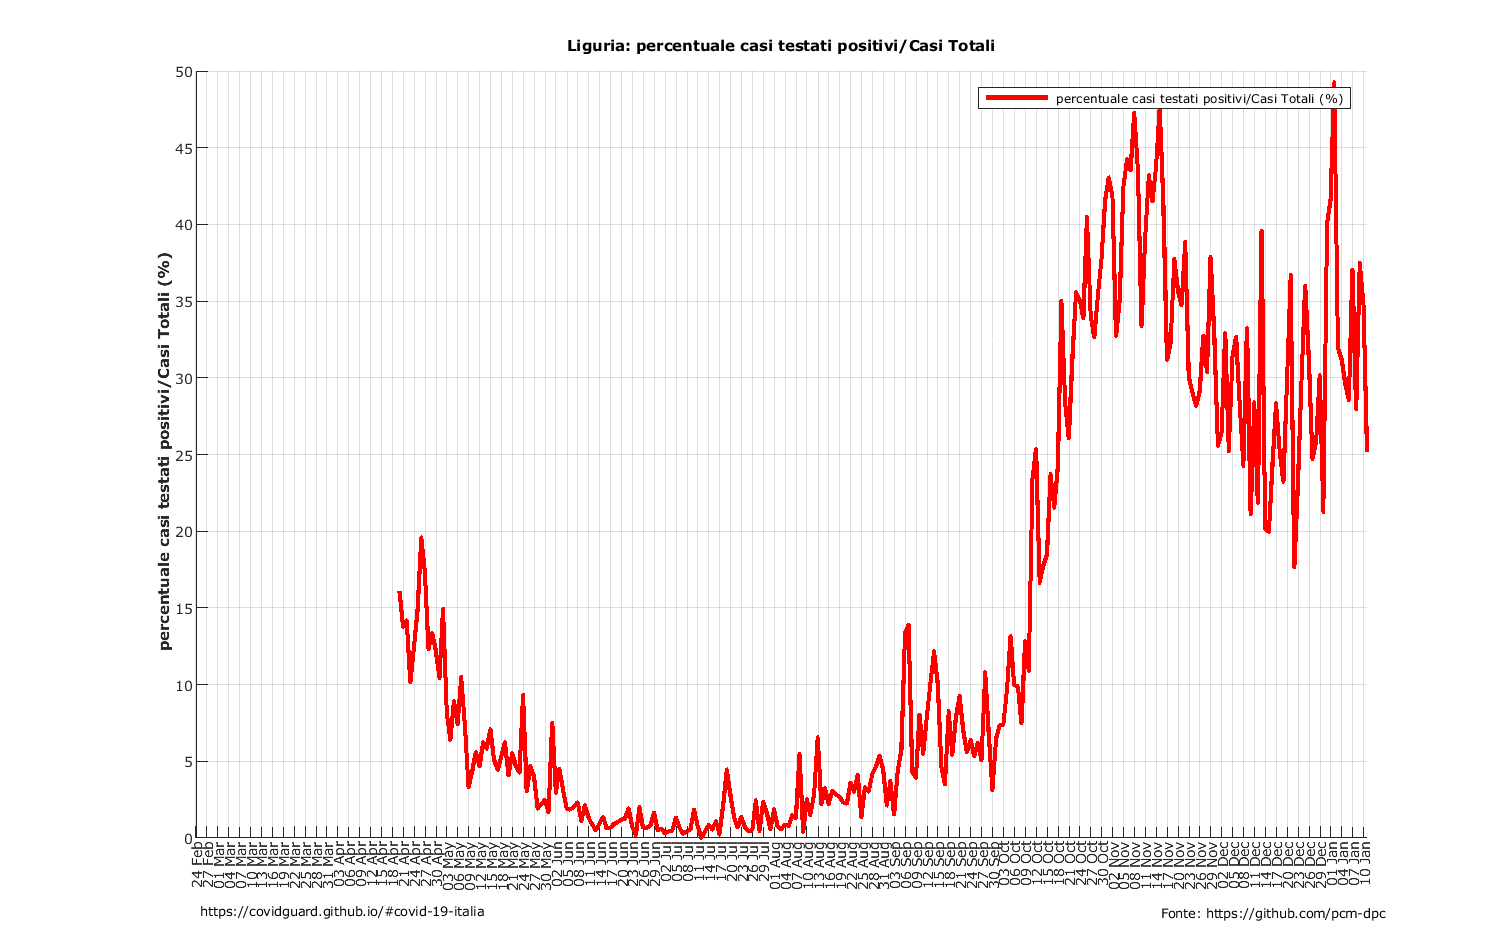 Liguria: percentuale casi testati positivi/Casi Totali
percentuale casi testati positivi/Casi Totali (%)
percentuale casi testati positivi/Casi Totali (%)
50
45
40
35
30
25
20
15
10
5
0
24 Feb
27 Feb
01 Mar
04 Mar
07 Mar
10 Mar
13 Mar
16 Mar
19 Mar
22 Mar
25 Mar
28 Mar
31 Mar
03 Apr
06 Apr
09 Apr
12 Apr
15 Apr
18 Apr
21 Apr
24 Apr
27 Apr
30 Apr
03 May
06 May
09 May
12 May
15 May
18 May
21 May
24 May
27 May
30 May
02 Jun
05 Jun
08 Jun
11 Jun
14 Jun
17 Jun
20 Jun
23 Jun
26 Jun
29 Jun
02 Jul
05 Jul
08 Jul
11 Jul
14 Jul
17 Jul
20 Jul
23 Jul
26 Jul
29 Jul
01 Aug
04 Aug
07 Aug
10 Aug
13 Aug
16 Aug
19 Aug
22 Aug
25 Aug
28 Aug
31 Aug
03 Sep
06 Sep
09 Sep
12 Sep
15 Sep
18 Sep
21 Sep
24 Sep
27 Sep
30 Sep
03 Oct
06 Oct
09 Oct
12 Oct
15 Oct
18 Oct
21 Oct
24 Oct
27 Oct
30 Oct
02 Nov
05 Nov
08 Nov
11 Nov
14 Nov
17 Nov
20 Nov
23 Nov
26 Nov
29 Nov
02 Dec
05 Dec
08 Dec
11 Dec
14 Dec
17 Dec
20 Dec
23 Dec
26 Dec
29 Dec
01 Jan
04 Jan
07 Jan
10 Jan
https://covidguard.github.io/#covid-19-italia
Fonte: https://github.com/pcm-dpc